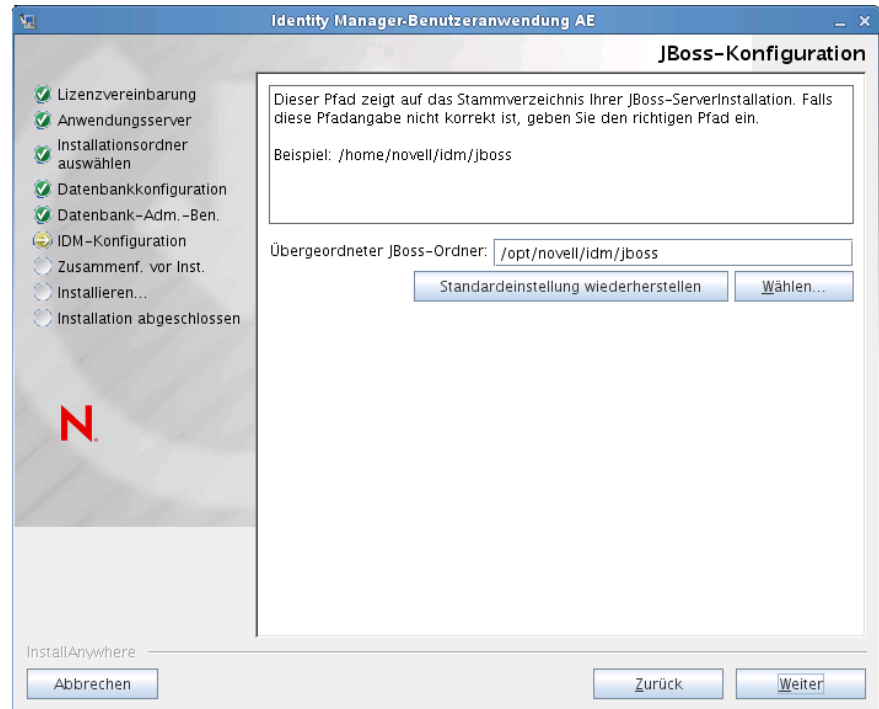 Identity Manager-Benutzeranwendung AE
JBoss-Konfiguration
Lizenzvereinbarung
Anwendungsserver
Installationsordner
auswählen
Datenbankkonfiguration
Datenbank-Adm.-Ben.
IDM-Konfiguration
Zusammenf. vor Inst.
Installieren...
Installation abgeschlossen
N
Dieser Pfad zeigt auf das Stammverzeichnis Ihrer JBoss-ServerInstallation. Falls
diese Pfadangabe nicht korrekt ist, geben Sie den richtigen Pfad ein.
Beispiel: /home/novell/idm/jboss
Übergeordneter JBoss-Ordner: /opt/novell/idm/jboss
Standardeinstellung wiederherstellen Wählen...
InstallAnywhere
Abbrechen Zurück Weiter